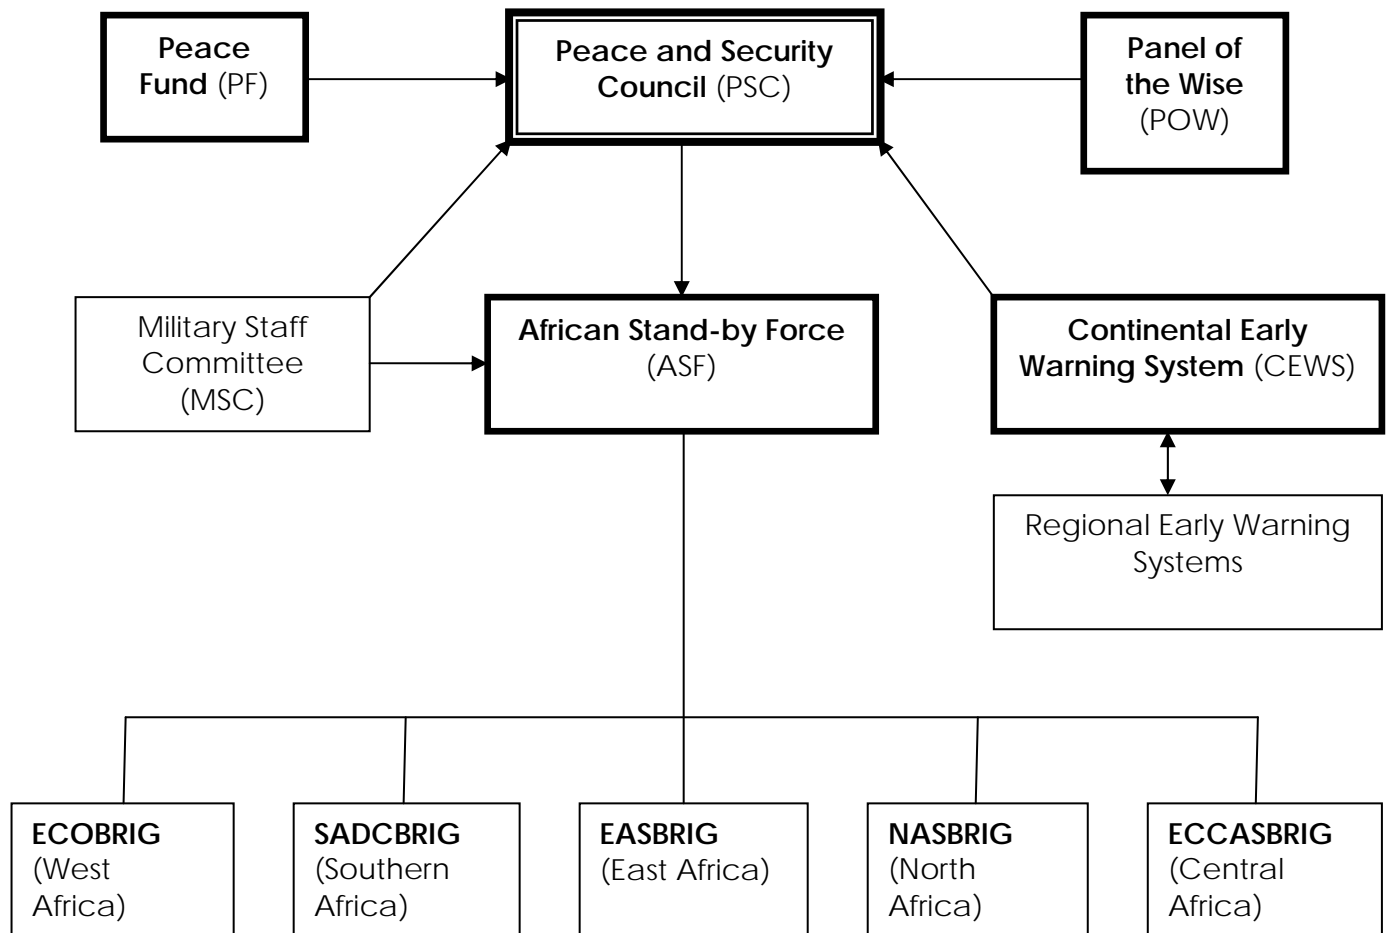 Peace
Fund (PF)
Peace and Security
Council (PSC)
Panel of
the Wise
(POW)
Military Staff
Committee
(MSC)
African Stand-by Force
(ASF)
Continental Early
Warning System (CEWS)
Regional Early Warning
Systems
ECOBRIG
(West
Africa)
SADCBRIG
(Southern
Africa)
EASBRIG
(East Africa)
NASBRIG
(North
Africa)
ECCASBRIG
(Central
Africa)